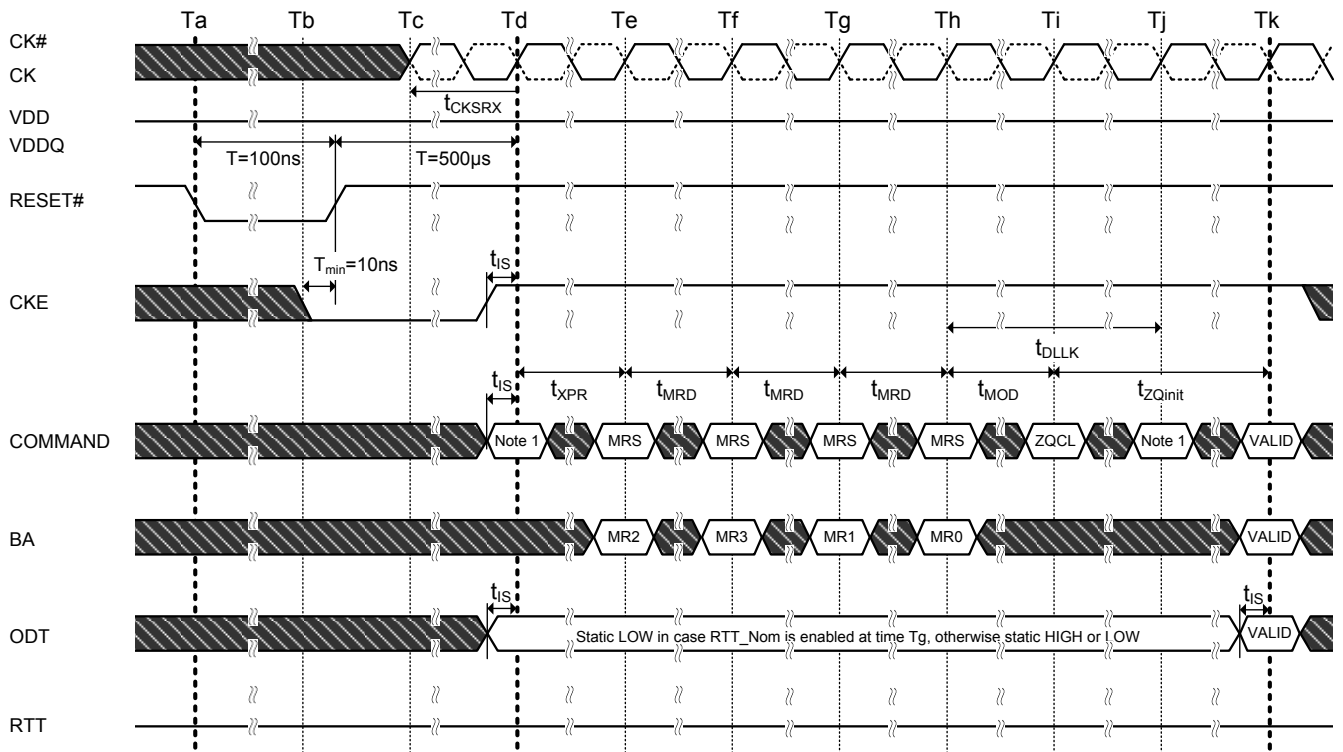 Ta Tb Tc Td Te Tf Tg Th Ti Tj Tk
CK#
CK
tCKSRX
VDD
VDDQ
T=100ns T=500µs
RESET#
Tmin=10ns tIS
CKE
tDLLK
tIS tXPR tMRD tMRD tMRD tMOD tZQinit
COMMAND Note 1 MRS MRS MRS MRS ZQCL Note 1 VALID
BA MR2 MR3 MR1 MR0 VALID
tIS tIS
ODT Static LOW in case RTT_Nom is enabled at time Tg, otherwise static HIGH or LOW VALID
RTT